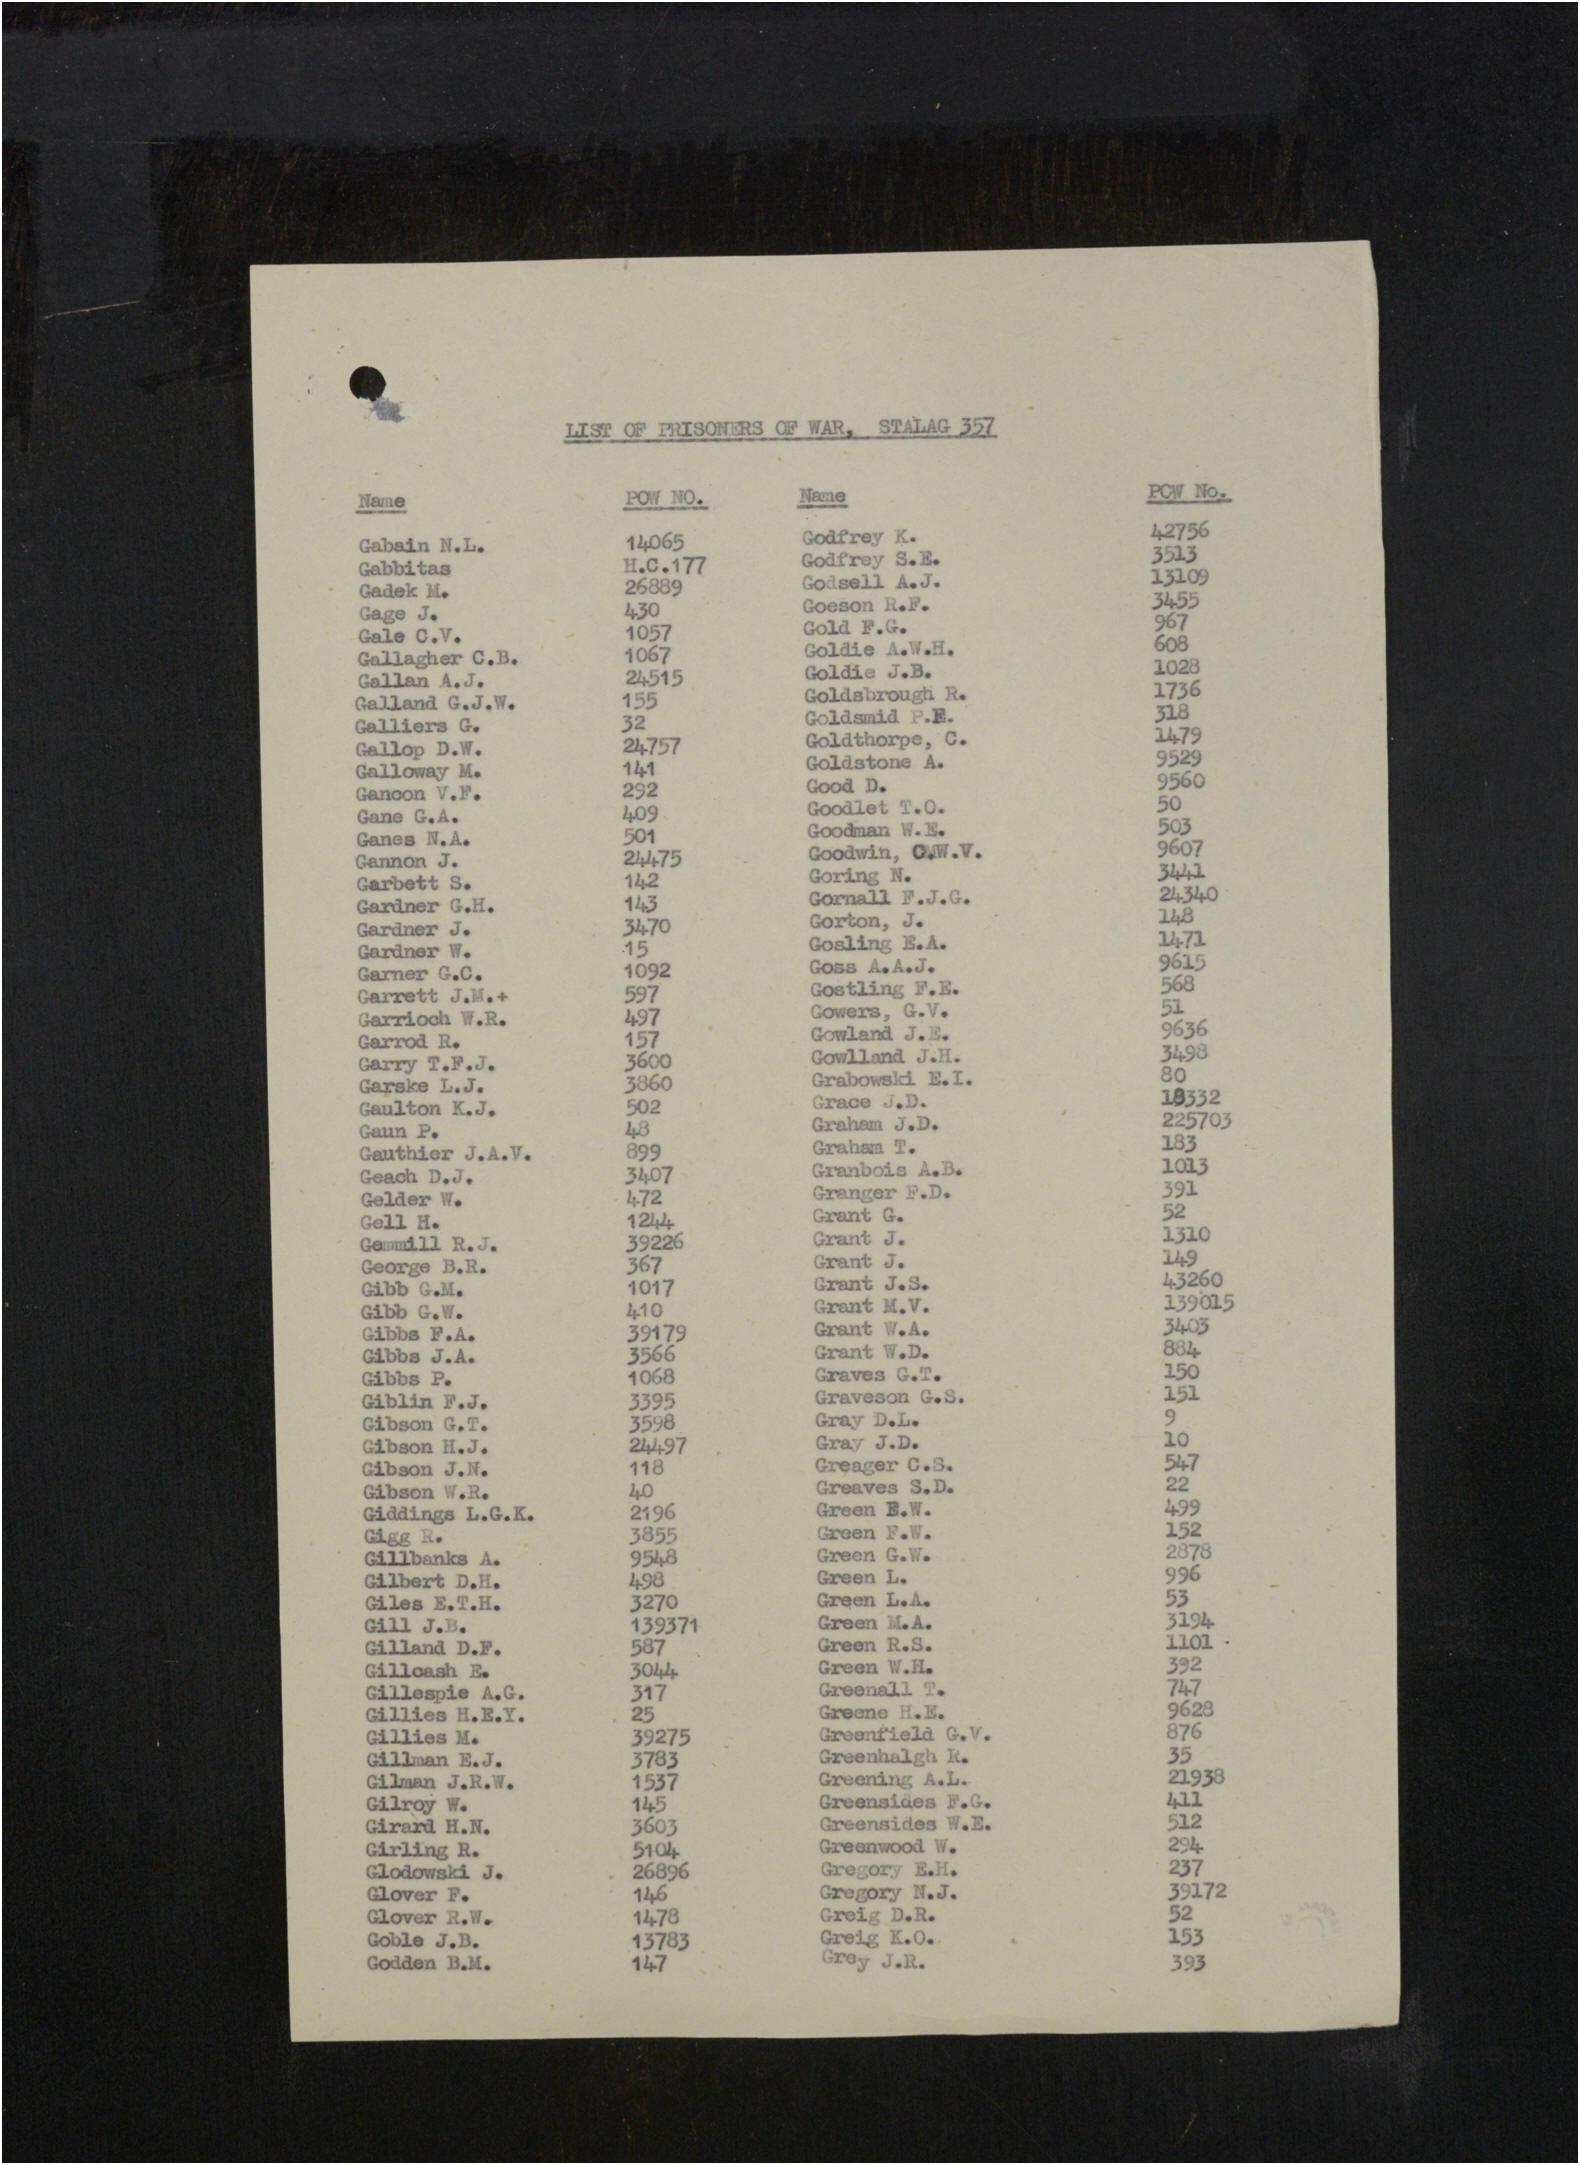 LIST OF PRISONERS OF WAR, STALAG 357
Name POW NO. Name POW No.
Gabain N.L. 14065 Godfrey K. 42756
Gabbitas H.C.177 Godfrey S.E. 3513
Gadek M. 26889 Godsell A.J. 13109
Gage J. 430 Goeson R.F. 3455
Gale C.V. 1057 Gold F.G. 967
Gallagher C.B. 1067 Goldie A.W.H. 608
Gallan A.J. 24515 Goldie J.B. 1028
Galland G.J.W. 155 Goldsbrough R. 1736
Galliers G. 32 Goldsmid P.E. 318
Gallop D.W. 24757 Goldthorpe, C. 1479
Galloway M. 141 Goldstone A. 9529
Gancon V.F. 292 Good D. 9560
Gane G.A. 409 Goodlet T.O. 50
Ganes N.A. 501 Goodman W.E. 503
Gannon J. 24475 Goodwin, C.W.V. 9607
Garbett S. 142 Goring N. 3441
Gardner G.H. 143 Gornall F.J.G. 24340
Gardner J. 3470 Gorton, J. 148
Gardner W. 15 Gosling E.A. 1471
Garner G.C. 1092 Goss A.A.J. 9615
Garrett J.M.+ 597 Gostling F.E. 568
Garrioch W.R. 497 Gowers, G.V. 51
Garrod R. 157 Gowland J.E. 9636
Garry T.F.J. 3600 Gowlland J.H. 3498
Garske L.J. 3860 Grabowski E.I. 80
Gaulton K.J. 502 Grace J.D. 18332
Gaun P. 48 Graham J.D. 225703
Gauthier J.A.V. 899 Graham T. 183
Geach D.J. 3407 Granbois A.B. 1013
Gelder W. 472 Granger F.D. 391
Gell H. 1244 Grant G. 52
Gemmill R.J. 39226 Grant J. 1310
George B.R. 367 Grant J. 149
Gibb G.M. 1017 Grant J.S. 43260
Gibb G.W. 410 Grant M.V. 139015
Gibbs F.A. 39179 Grant W.A. 3403
Gibbs J.A. 3566 Grant W.D. 884
Gibbs P. 1068 Graves G.T. 150
Giblin F.J. 3395 Graveson G.S. 151
Gibson G.T. 3598 Gray D.L. 9
Gibson H.J. 24497 Gray J.D. 10
Gibson J.N. 118 Greager C.S. 547
Gibson W.R. 40 Greaves S.D. 22
Giddings L.G.K. 2196 Green E.W. 499
Gigg R. 3855 Green F.W. 152
Gillbanks A. 9548 Green G.W. 2878
Gilbert D.H. 498 Green L. 996
Giles E.T.H. 3270 Green L.A. 53
Gill J.B. 139371 Green M.A. 3194
Gilland D.F. 587 Green R.S. 1101
Gillcash E. 3044 Green W.H. 392
Gillespie A.G. 317 Greenall T. 747
Gillies H.E.Y. 25 Greene H.E. 9628
Gillies M. 39275 Greenfield G.V. 876
Gillman E.J. 3783 Greenhalgh R. 35
Gilman J.R.W. 1537 Greening A.L. 21938
Gilroy W. 145 Greensides F.G. 411
Girard H.N. 3603 Greensides W.E. 512
Girling R. 5104 Greenwood W. 294
Glodowski J. 26896 Gregory E.H. 237
Glover F. 146 Gregory N.J. 39172
Glover R.W. 1478 Greig D.R. 52
Goble J.B. 13783 Greig K.O. 153
Godden B.M. 147 Grey J.R. 393